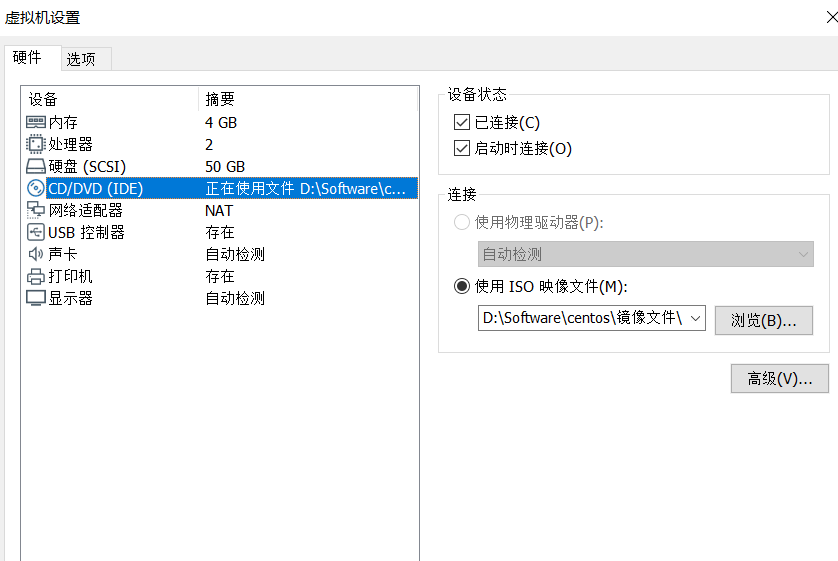 虚拟机设置
硬件 选项
设备 摘要
内存 4 GB
处理器 2
硬盘 (SCSI) 50 GB
CD/DVD (IDE) 正在使用文件 D:\Software\c...
网络适配器 NAT
USB 控制器 存在
声卡 自动检测
打印机 存在
显示器 自动检测
设备状态
已连接(C)
启动时连接(O)
连接
使用物理驱动器(P):
自动检测
使用 ISO 映像文件(M):
D:\Software\centos\镜像文件\ 浏览(B)...
高级(V)...